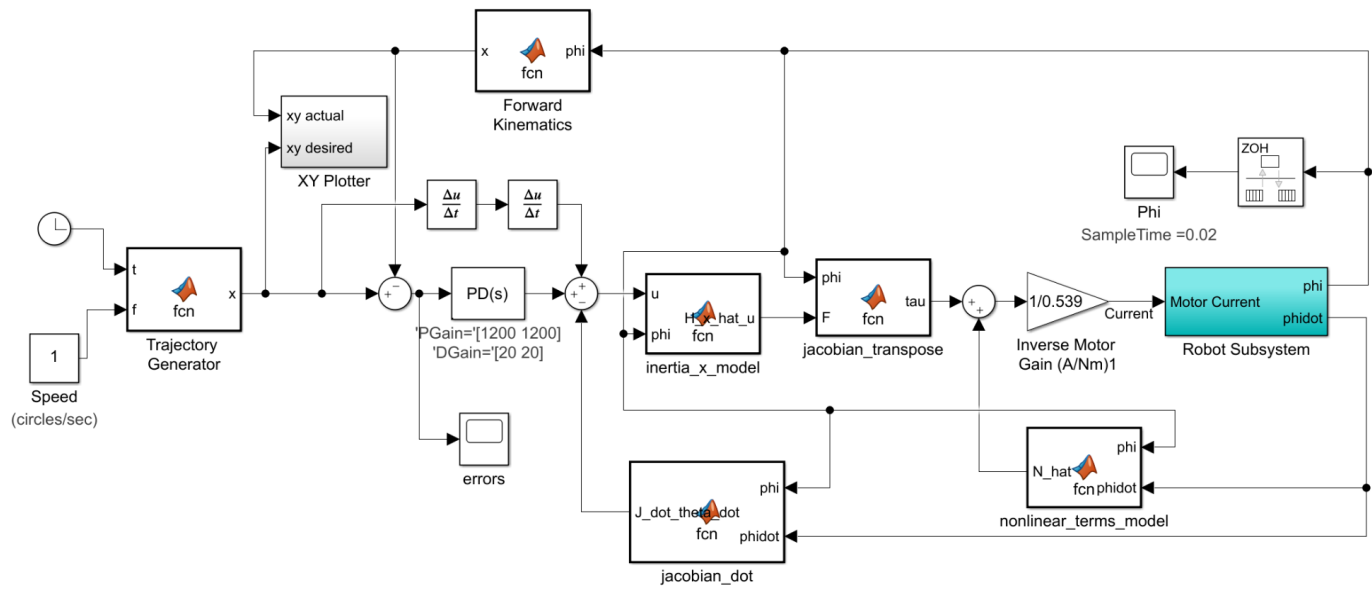 x
phi
fcn
Forward
Kinematics
xy actual
xy desired
XY Plotter
ZOH
Phi
SampleTime =0.02
Δu
Δt
Δu
Δt
t
f
x
fcn
Trajectory
Generator
1
Speed
(circles/sec)
+
−
PD(s)
'PGain='[1200 1200]
'DGain='[20 20]
+
+
−
u
phi
H_x_hat_u
fcn
inertia_x_model
phi
F
tau
fcn
jacobian_transpose
+
+
1/0.539
Current
Inverse Motor
Gain (A/Nm)1
Motor Current
phi
phidot
Robot Subsystem
errors
phi
phidot
J_dot_theta_dot
fcn
jacobian_dot
phi
phidot
N_hat
fcn
nonlinear_terms_model